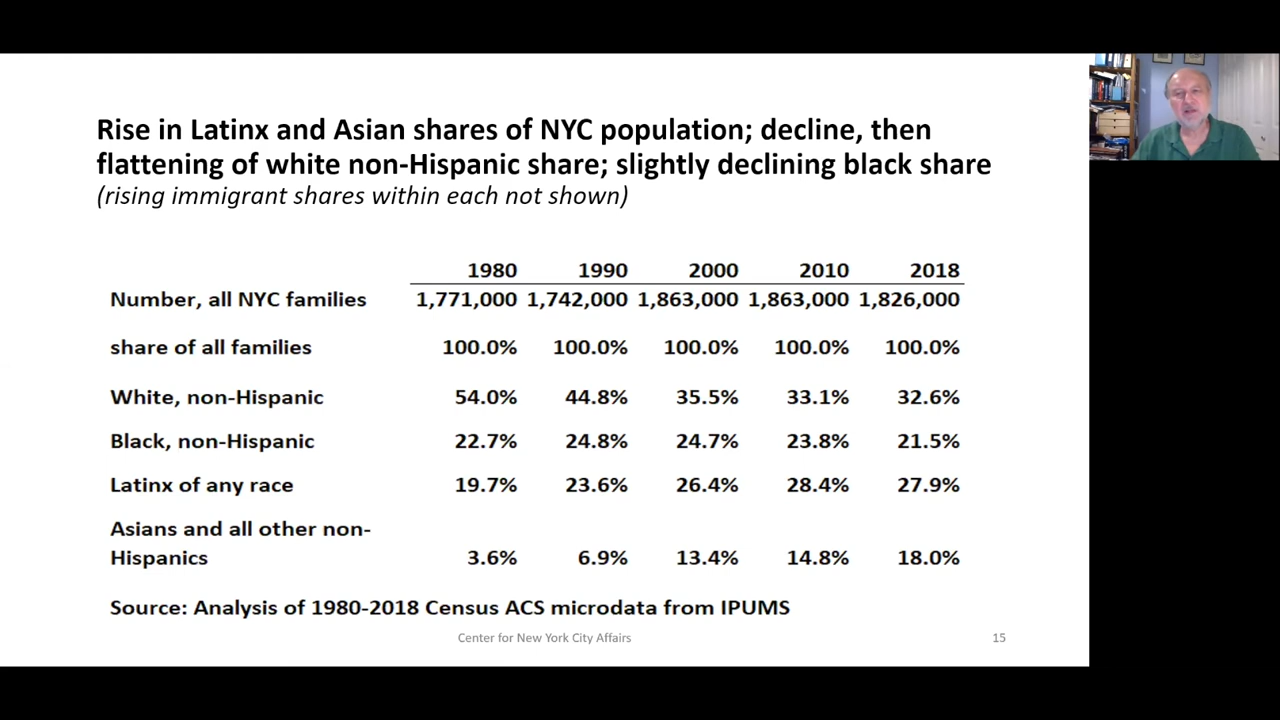 Rise in Latinx and Asian shares of NYC population; decline, then
flattening of white non-Hispanic share; slightly declining black share
(rising immigrant shares within each not shown)
1980 1990 2000 2010 2018
Number, all NYC families 1,771,000 1,742,000 1,863,000 1,863,000 1,826,000
share of all families 100.0% 100.0% 100.0% 100.0% 100.0%
White, non-Hispanic 54.0% 44.8% 35.5% 33.1% 32.6%
Black, non-Hispanic 22.7% 24.8% 24.7% 23.8% 21.5%
Latinx of any race 19.7% 23.6% 26.4% 28.4% 27.9%
Asians and all other non-
Hispanics 3.6% 6.9% 13.4% 14.8% 18.0%
Source: Analysis of 1980-2018 Census ACS microdata from IPUMS
Center for New York City Affairs 15